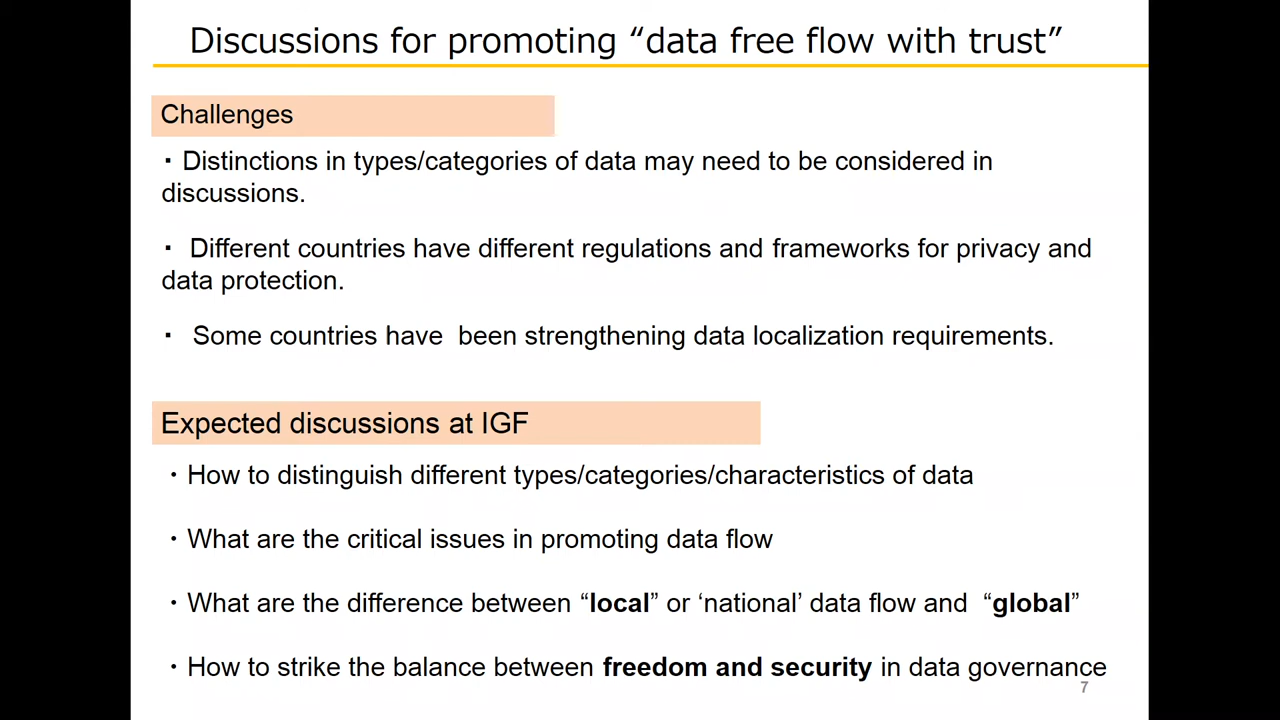 Discussions for promoting “data free flow with trust”
Challenges
・Distinctions in types/categories of data may need to be considered in
discussions.
・ Different countries have different regulations and frameworks for privacy and
data protection.
・ Some countries have  been strengthening data localization requirements.
Expected discussions at IGF
・How to distinguish different types/categories/characteristics of data
・What are the critical issues in promoting data flow
・What are the difference between “local” or ‘national’ data flow and  “global”
・How to strike the balance between freedom and security in data governance
7